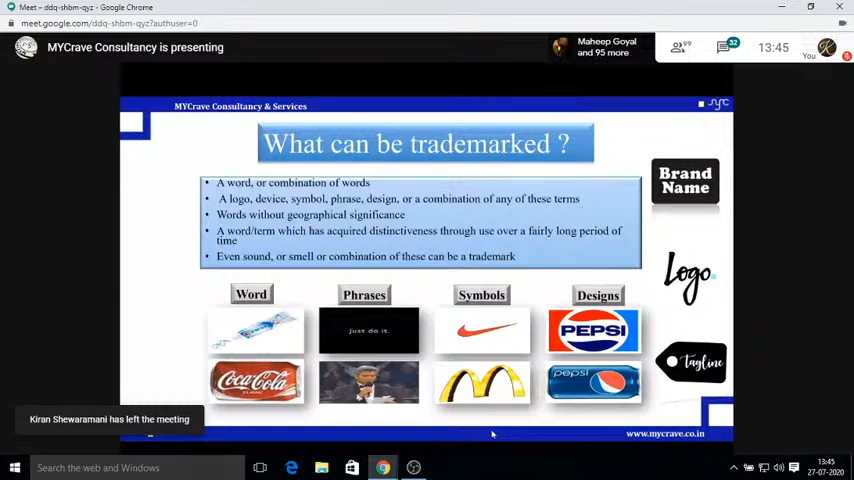 Meet – ddq-shbm-qyz - Google Chrome
meet.google.com/ddq-shbm-qyz?authuser=0
MYCrave Consultancy is presenting
Maheep Goyal
and 95 more
99
32
13:45
You
MYCrave Consultancy & Services
What can be trademarked ?
• A word, or combination of words
• A logo, device, symbol, phrase, design, or a combination of any of these terms
• Words without geographical significance
• A word/term which has acquired distinctiveness through use over a fairly long period of
time
• Even sound, or smell or combination of these can be a trademark
Brand
Name
Logo.
Tagline
Word
Phrases
Symbols
Designs
just do it.
PEPSI
Coca-Cola
CLASSIC
pepsi
Kiran Shewaramani has left the meeting
www.mycrave.co.in
Search the web and Windows
13:45
27-07-2020